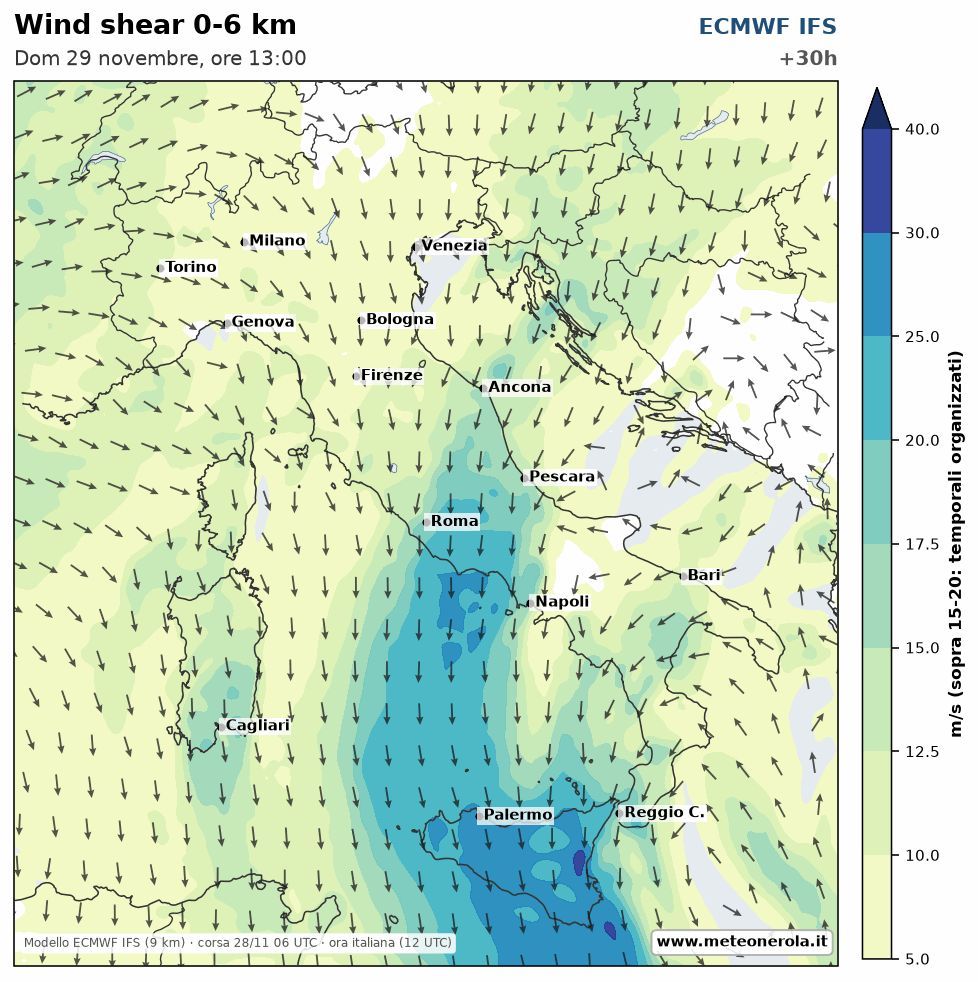 Wind shear 0-6 km
ECMWF IFS
Dom 29 novembre, ore 13:00
+30h
Milano
Venezia
Torino
Genova
Bologna
Firenze
Ancona
Pescara
Roma
Bari
Napoli
Cagliari
Palermo
Reggio C.
Modello ECMWF IFS (9 km) · corsa 28/11 06 UTC · ora italiana (12 UTC)
www.meteonerola.it
40.0
30.0
25.0
20.0
17.5
15.0
12.5
10.0
5.0
m/s (sopra 15-20: temporali organizzati)